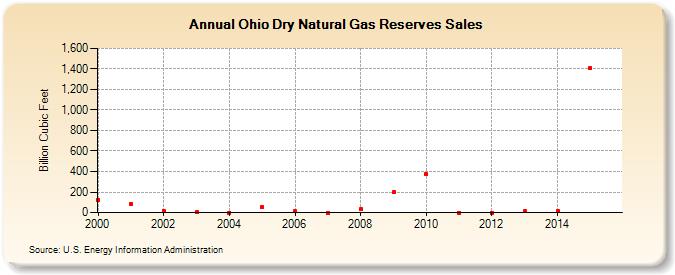 Annual Ohio Dry Natural Gas Reserves Sales
Billion Cubic Feet
1,600
1,400
1,200
1,000
800
600
400
200
0
2000 2002 2004 2006 2008 2010 2012 2014
Source: U.S. Energy Information Administration